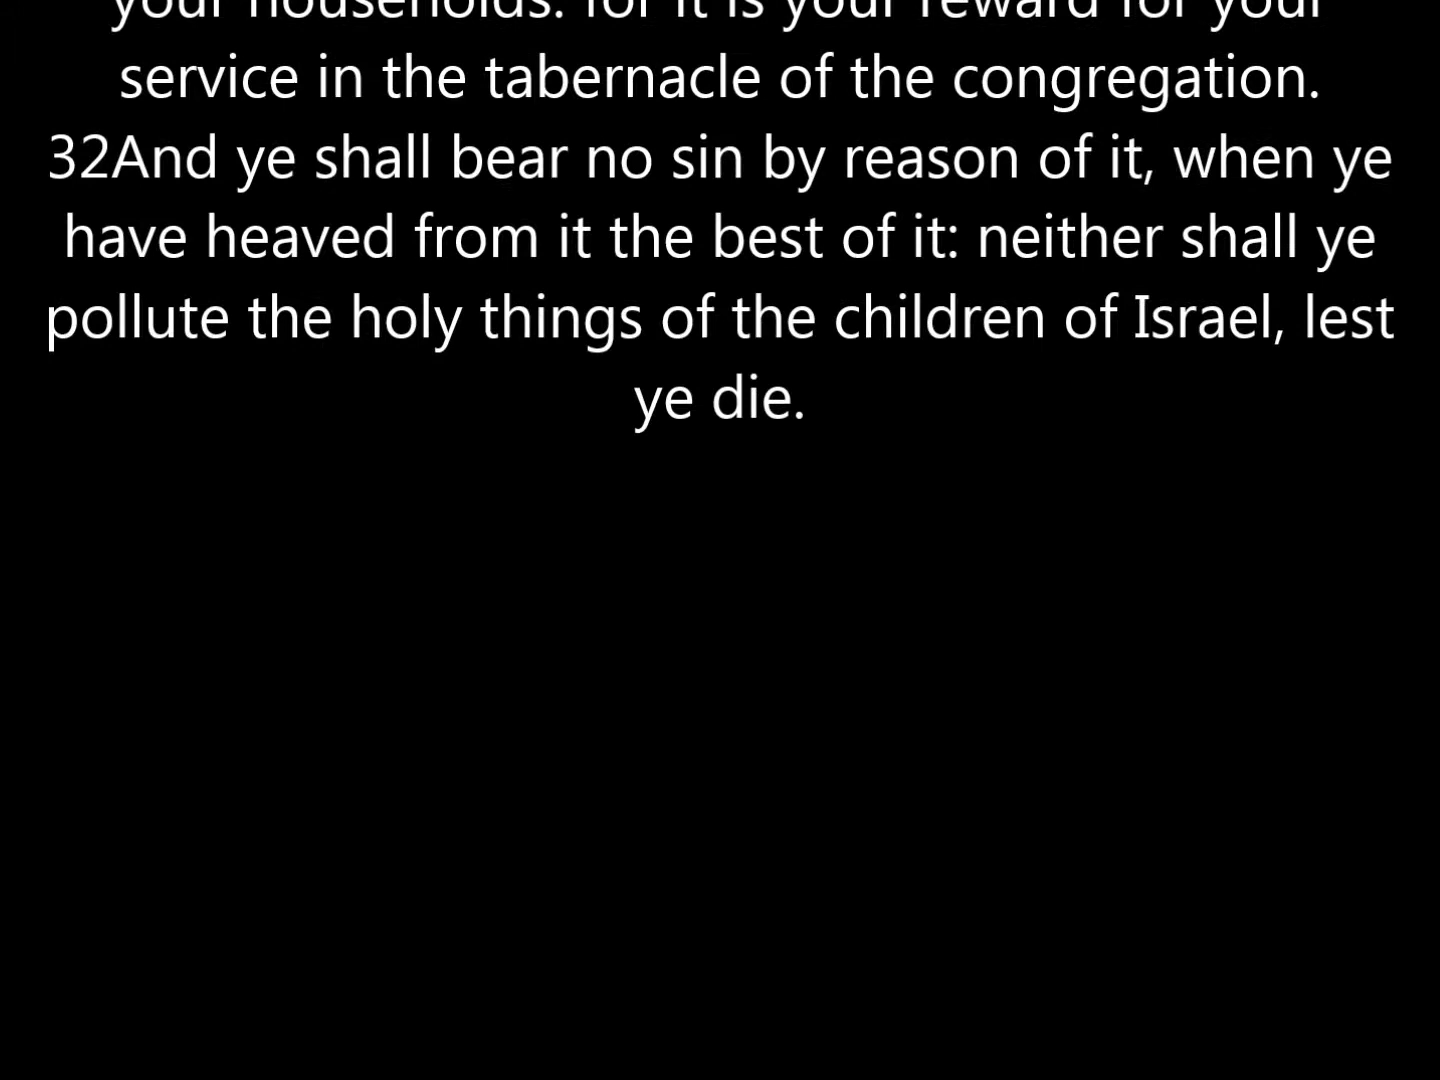 your households: for it is your reward for your
service in the tabernacle of the congregation.
32And ye shall bear no sin by reason of it, when ye
have heaved from it the best of it: neither shall ye
pollute the holy things of the children of Israel, lest
ye die.